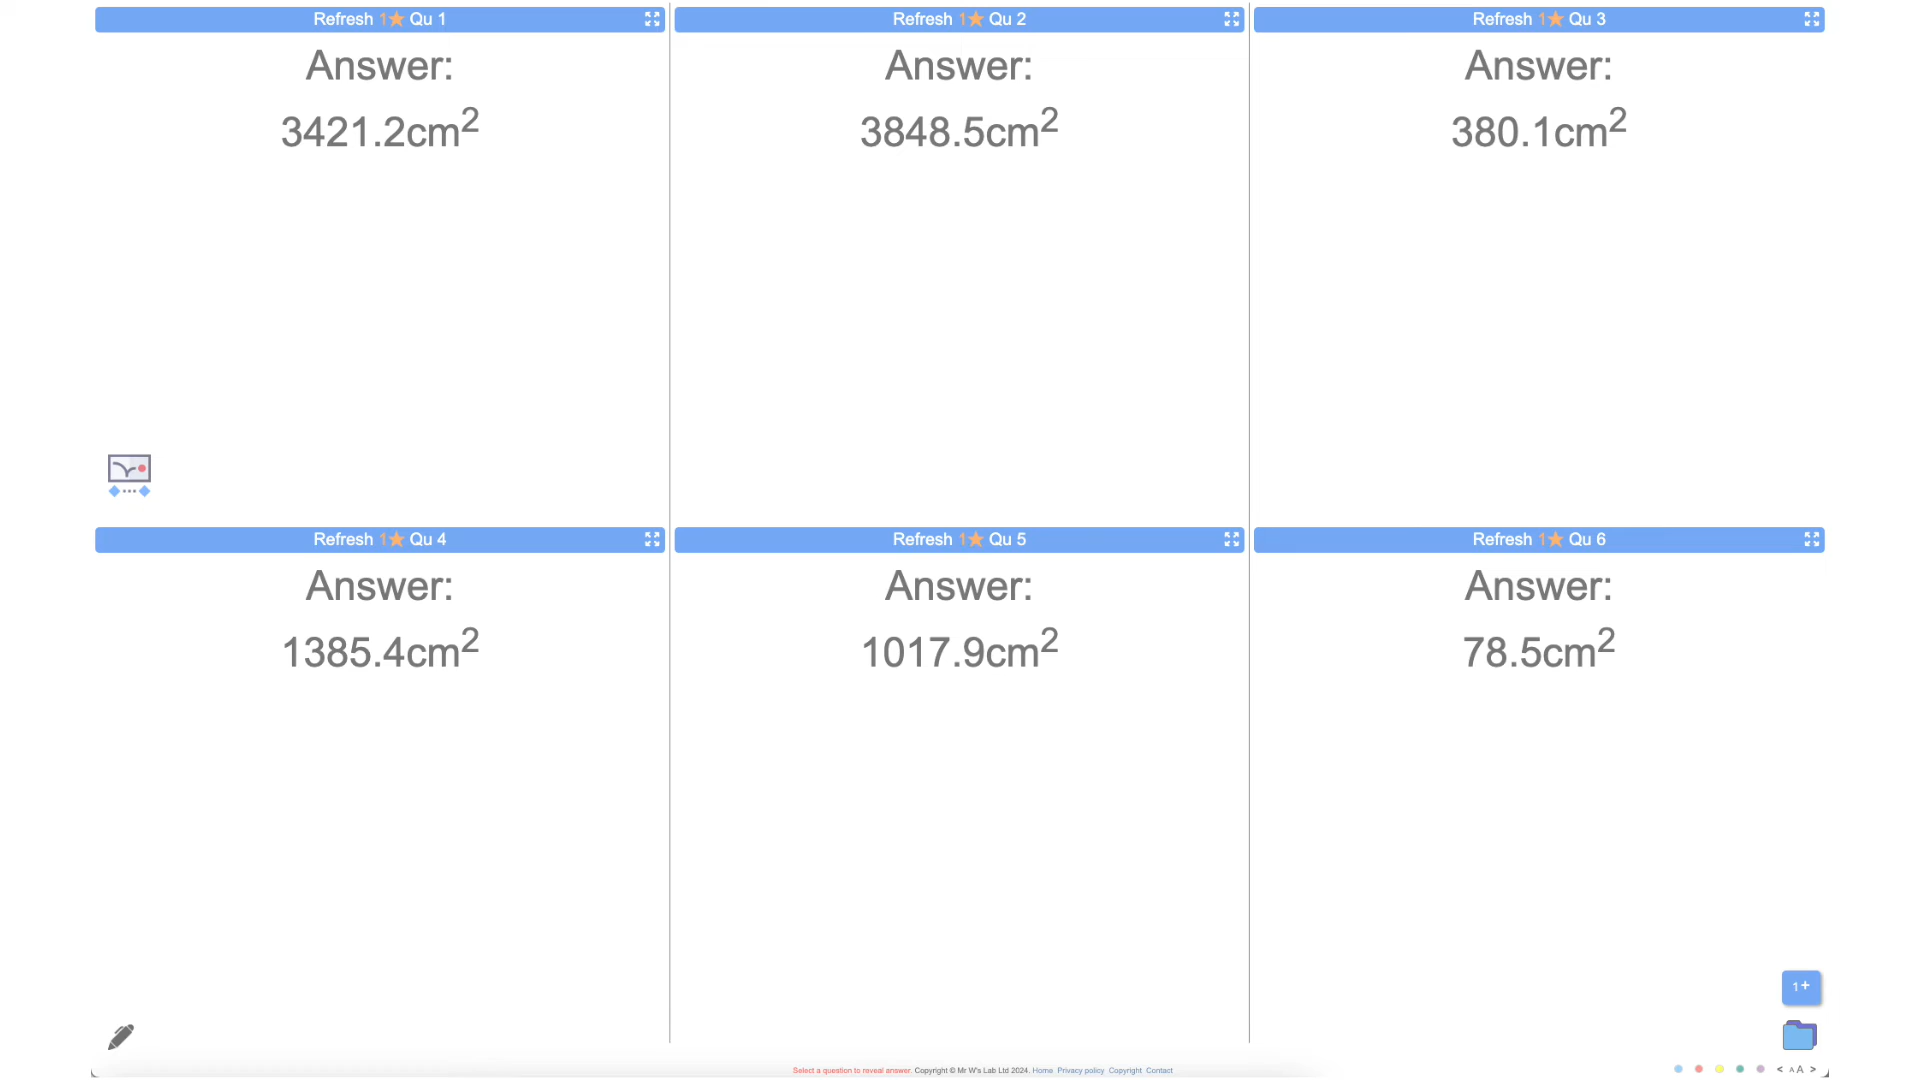 Refresh 1★ Qu 1
Answer:
3421.2cm²
Refresh 1★ Qu 2
Answer:
3848.5cm²
Refresh 1★ Qu 3
Answer:
380.1cm²
Refresh 1★ Qu 4
Answer:
1385.4cm²
Refresh 1★ Qu 5
Answer:
1017.9cm²
Refresh 1★ Qu 6
Answer:
78.5cm²
1+
Select a question to reveal answer. Copyright © Mr W's Lab Ltd 2024. Home Privacy policy Copyright Contact
< A A >